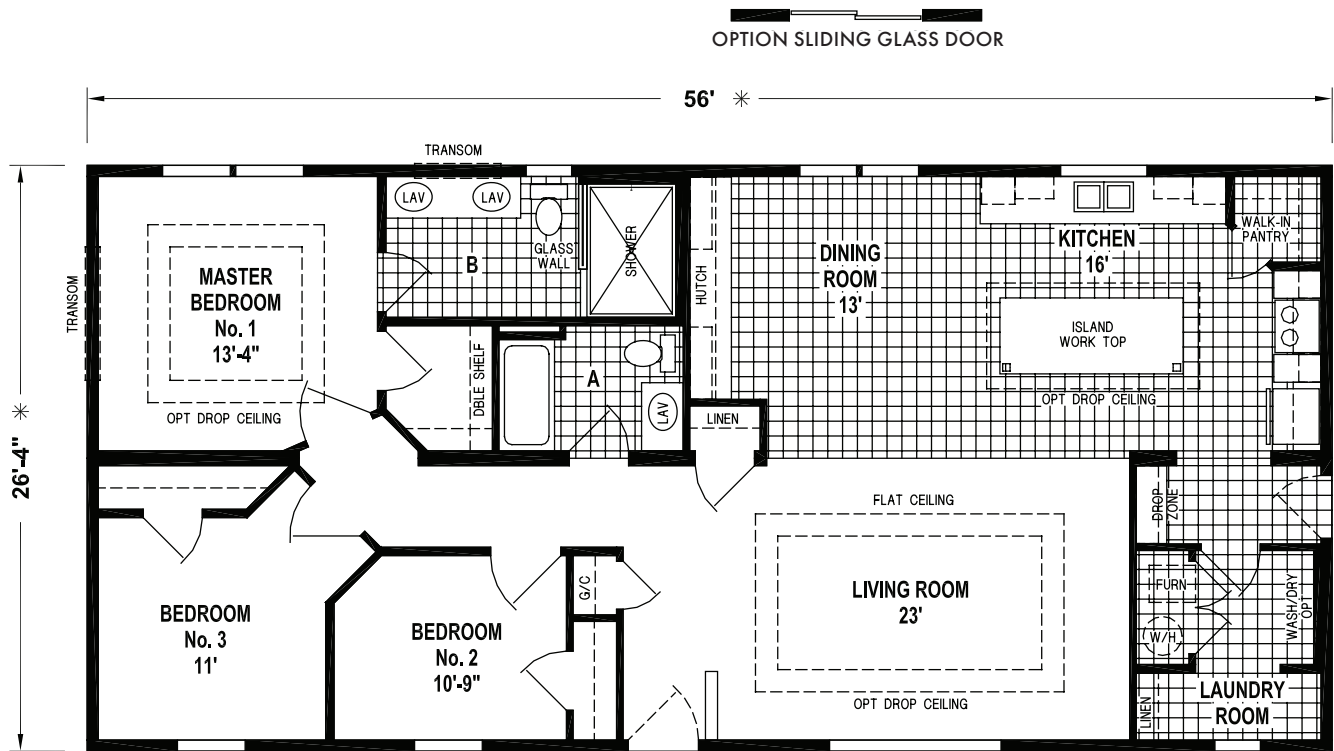 OPTION SLIDING GLASS DOOR
56' ✳
TRANSOM
LAV
LAV
GLASS
WALL
SHOWER
B
MASTER
BEDROOM
No. 1
13'-4"
TRANSOM
OPT DROP CEILING
DBLE SHELF
A
LAV
HUTCH
LINEN
DINING
ROOM
13'
KITCHEN
16'
WALK-IN
PANTRY
ISLAND
WORK TOP
OPT DROP CEILING
26'-4" ✳
FLAT CEILING
DROP
ZONE
BEDROOM
No. 3
11'
BEDROOM
No. 2
10'-9"
G/C
LIVING ROOM
23'
OPT DROP CEILING
FURN
W/H
WASH/DRY
OPT
LINEN
LAUNDRY
ROOM